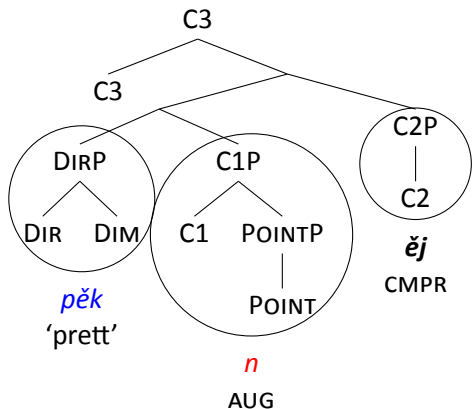 C3
C3
C2P
DIRP C1P
C2
DIR DIM C1 POINTP
ěj
POINT
CMPR
pěk
‘prett’
n
AUG